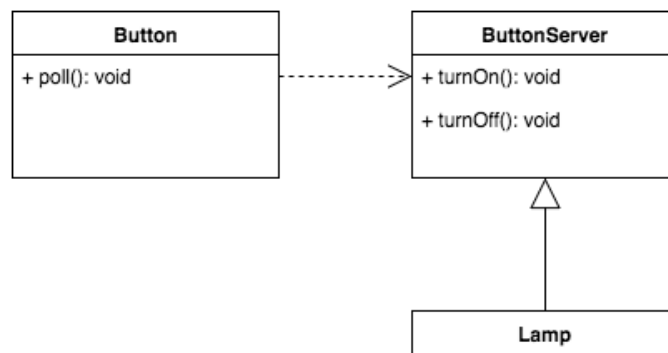 Button
+ poll(): void
ButtonServer
+ turnOn(): void
+ turnOff(): void
Lamp